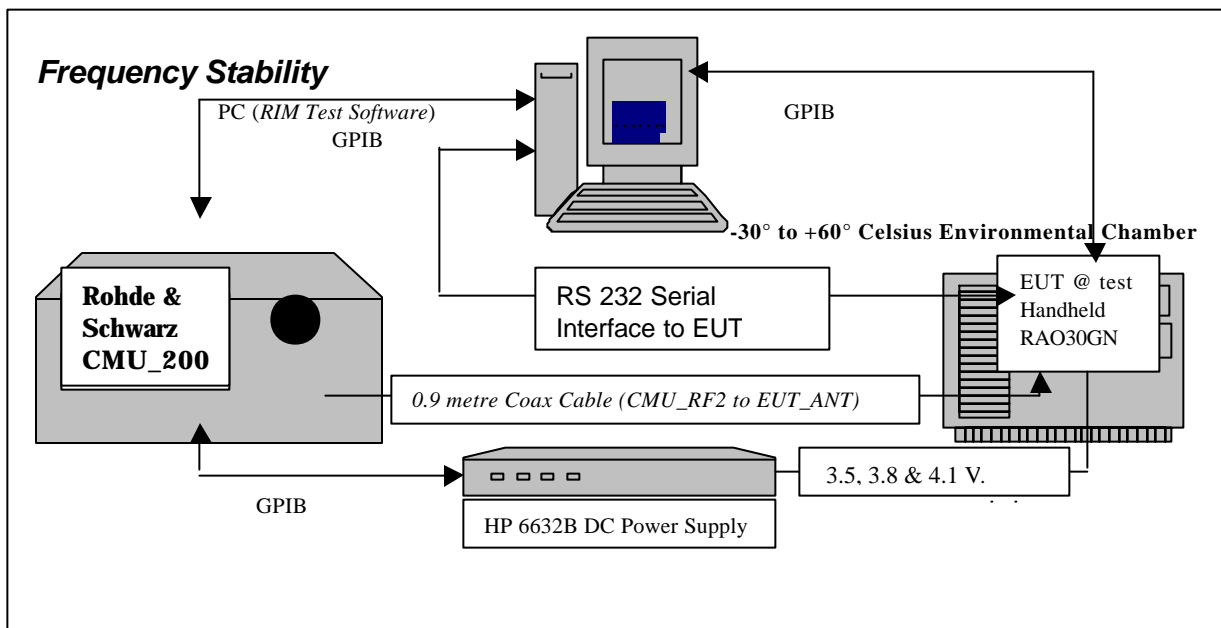 Frequency Stability
PC (RIM Test Software)
GPIB
GPIB
-30° to +60° Celsius Environmental Chamber
Rohde &
Schwarz
CMU_200
RS 232 Serial
Interface to EUT
EUT @ test
Handheld
RAO30GN
0.9 metre Coax Cable (CMU_RF2 to EUT_ANT)
3.5, 3.8 & 4.1 V.
GPIB
HP 6632B DC Power Supply